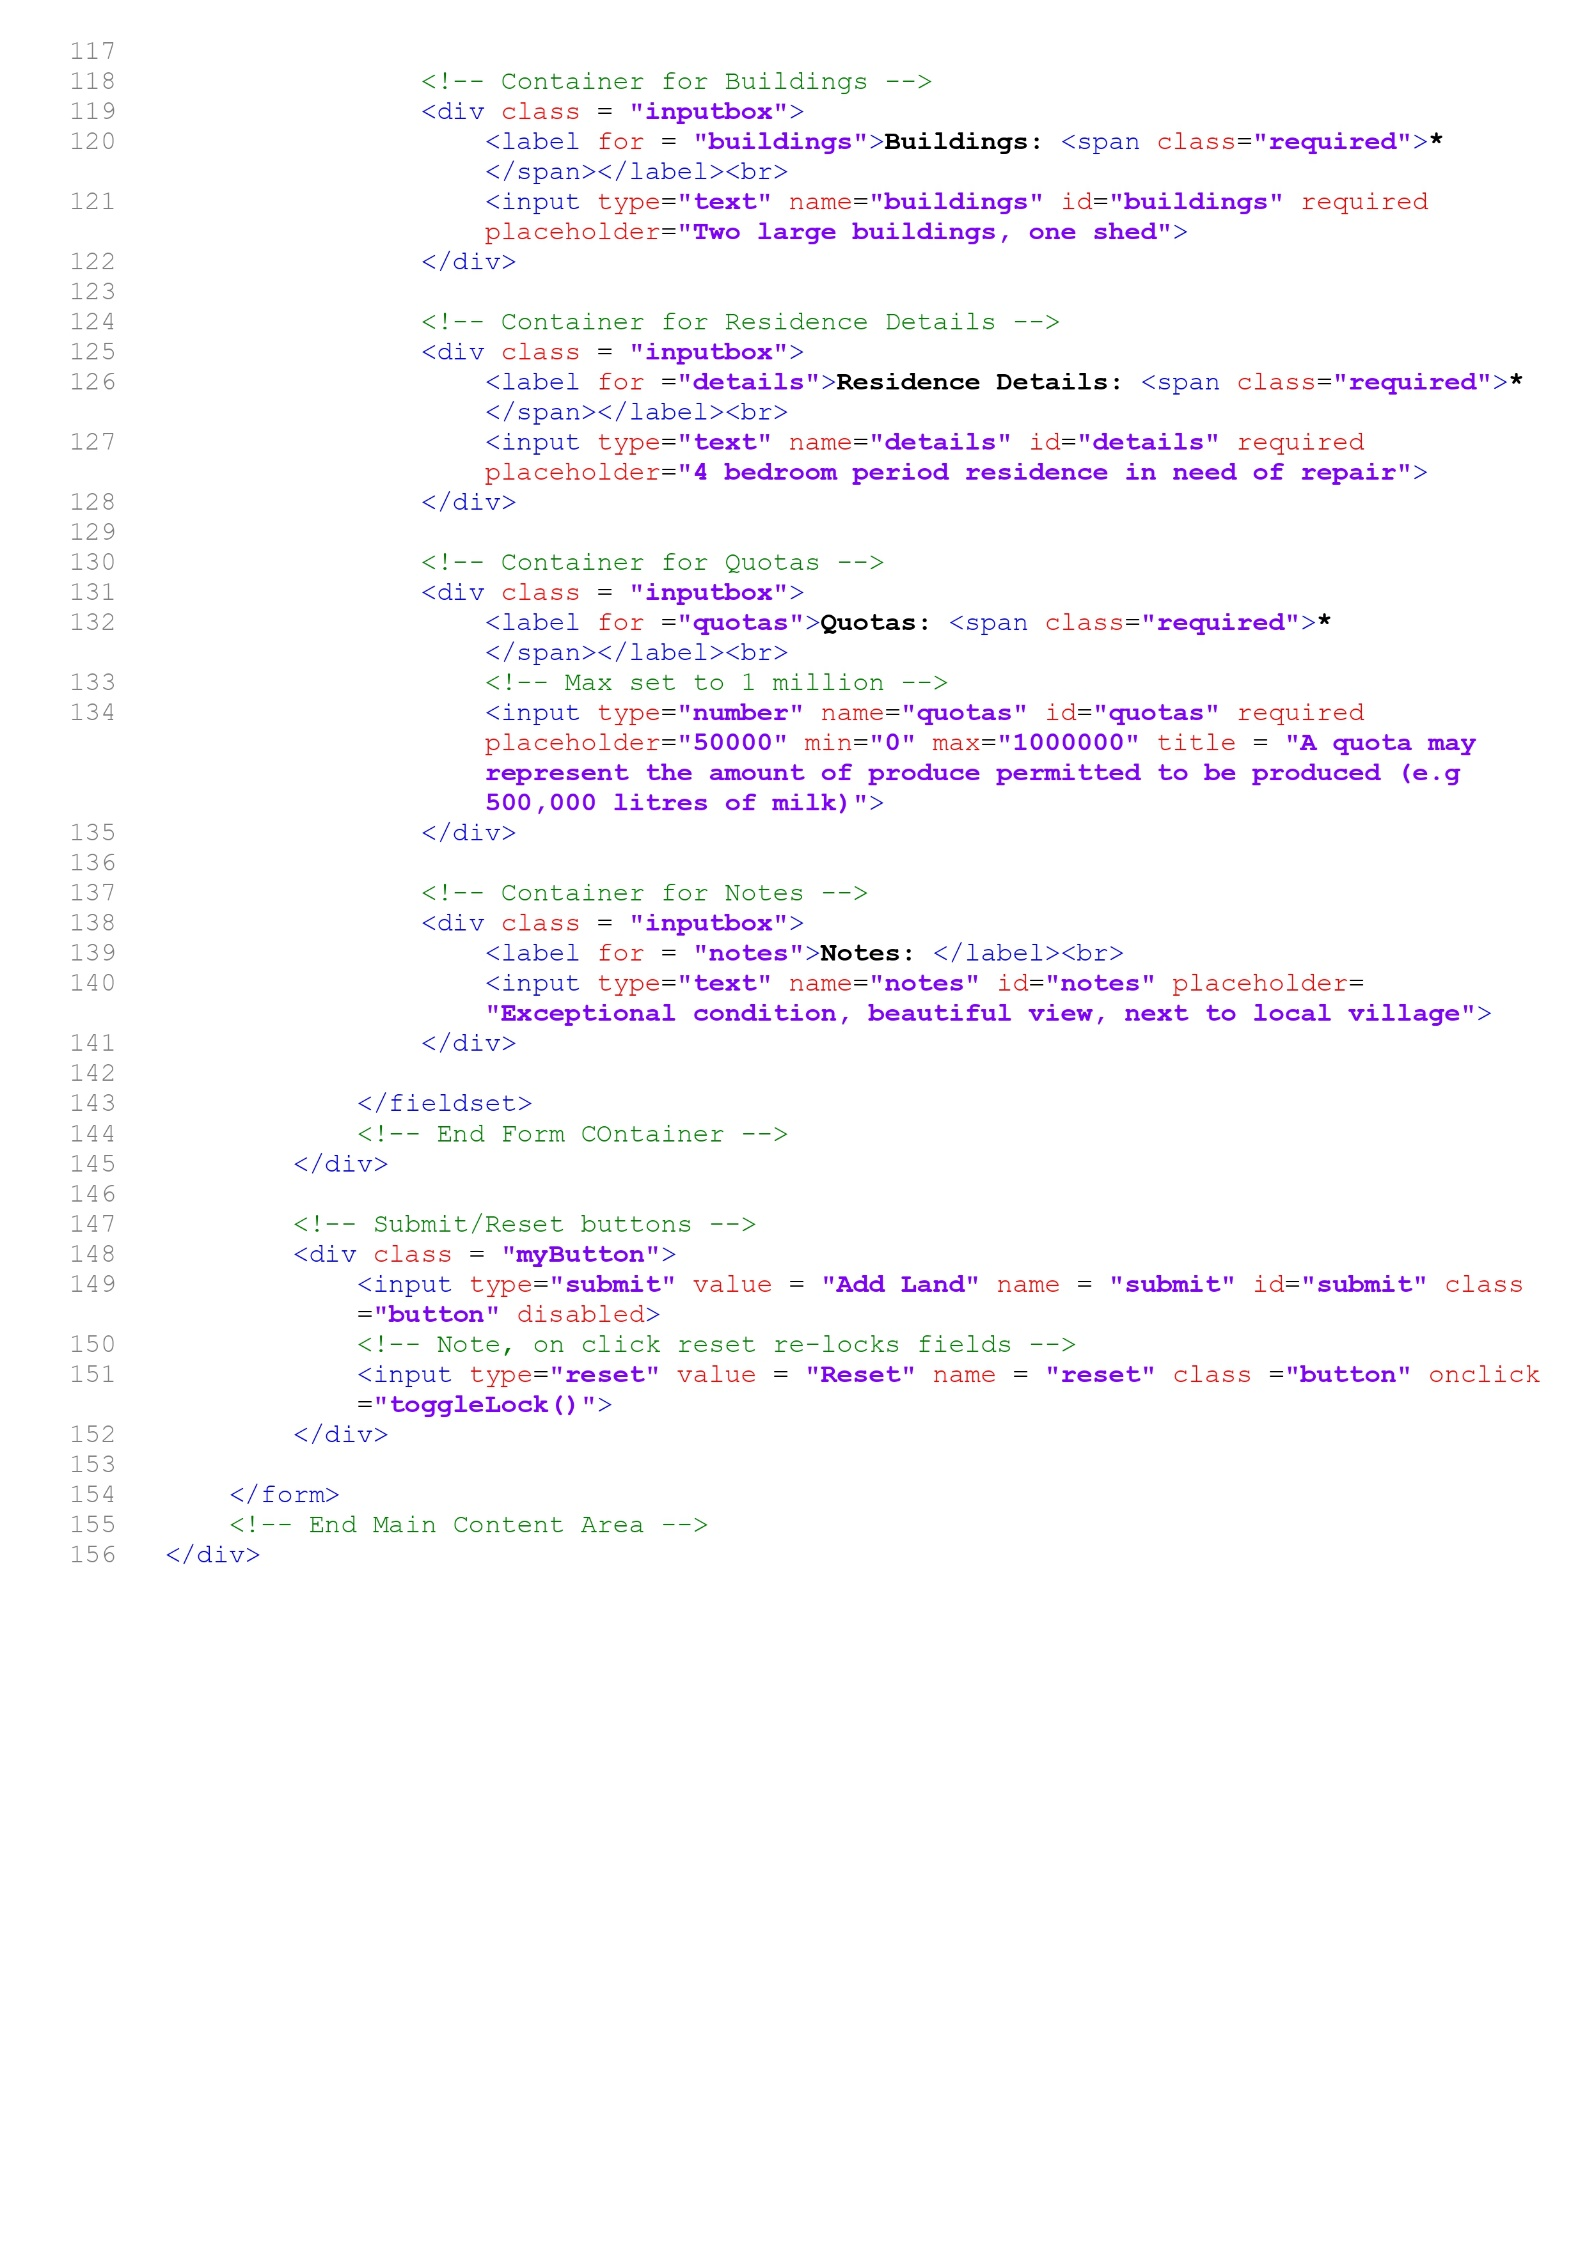 117
118 <!-- Container for Buildings -->
119 <div class = "inputbox">
120 <label for = "buildings">Buildings: <span class="required">*
</span></label><br>
121 <input type="text" name="buildings" id="buildings" required
placeholder="Two large buildings, one shed">
122 </div>
123
124 <!-- Container for Residence Details -->
125 <div class = "inputbox">
126 <label for ="details">Residence Details: <span class="required">*
</span></label><br>
127 <input type="text" name="details" id="details" required
placeholder="4 bedroom period residence in need of repair">
128 </div>
129
130 <!-- Container for Quotas -->
131 <div class = "inputbox">
132 <label for ="quotas">Quotas: <span class="required">*
</span></label><br>
133 <!-- Max set to 1 million -->
134 <input type="number" name="quotas" id="quotas" required
placeholder="50000" min="0" max="1000000" title = "A quota may
represent the amount of produce permitted to be produced (e.g
500,000 litres of milk)">
135 </div>
136
137 <!-- Container for Notes -->
138 <div class = "inputbox">
139 <label for = "notes">Notes: </label><br>
140 <input type="text" name="notes" id="notes" placeholder=
"Exceptional condition, beautiful view, next to local village">
141 </div>
142
143 </fieldset>
144 <!-- End Form COntainer -->
145 </div>
146
147 <!-- Submit/Reset buttons -->
148 <div class = "myButton">
149 <input type="submit" value = "Add Land" name = "submit" id="submit" class
="button" disabled>
150 <!-- Note, on click reset re-locks fields -->
151 <input type="reset" value = "Reset" name = "reset" class ="button" onclick
="toggleLock()">
152 </div>
153
154 </form>
155 <!-- End Main Content Area -->
156 </div>